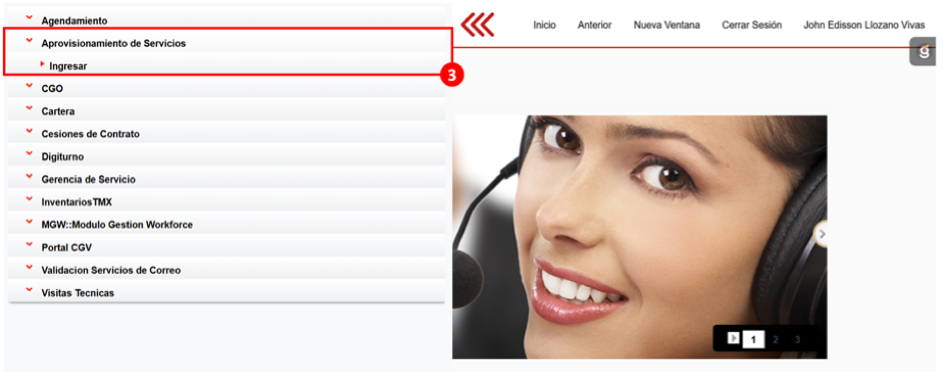 Agendamiento
Aprovisionamiento de Servicios
Ingresar
CGO
Cartera
Cesiones de Contrato
Digiturno
Gerencia de Servicio
InventariosTMX
MGW::Modulo Gestion Workforce
Portal CGV
Validacion Servicios de Correo
Visitas Tecnicas
3
Inicio Anterior Nueva Ventana Cerrar Sesión John Edisson Llozano Vivas
g
1 2 3